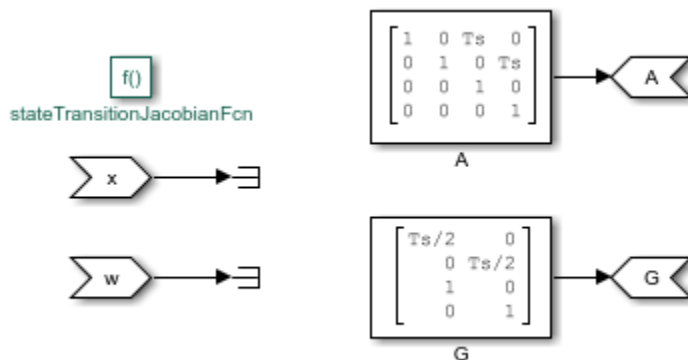 f()
stateTransitionJacobianFcn
x
w
1 0 Ts 0
0 1 0 Ts
0 0 1 0
0 0 0 1
A
A
Ts/2 0
0 Ts/2
1 0
0 1
G
G